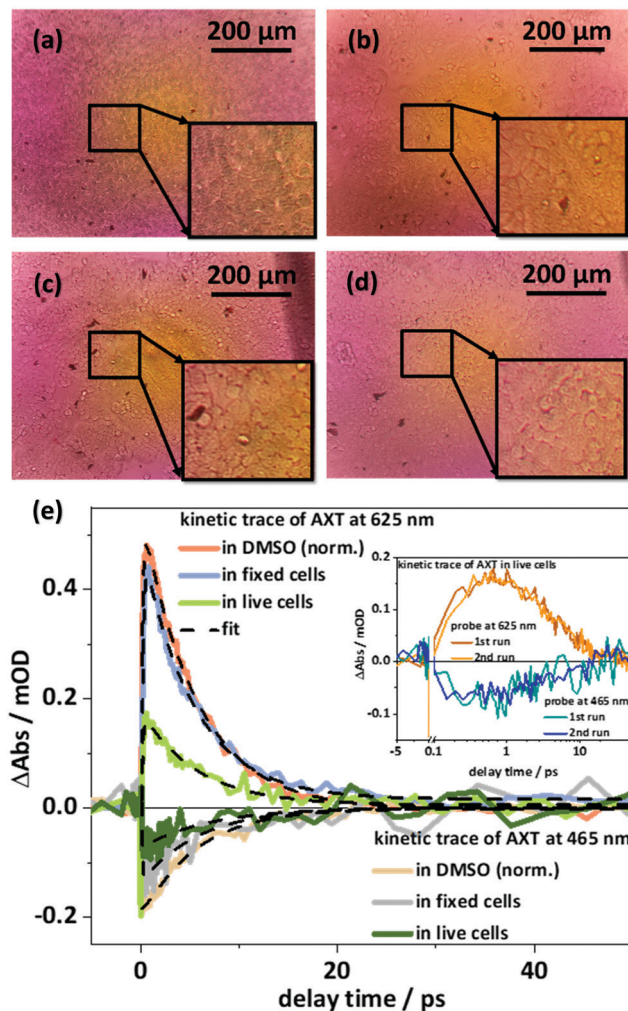 (a)
200 μm
(b)
200 μm
(c)
200 μm
(d)
200 μm
(e)
kinetic trace of AXT at 625 nm
in DMSO (norm.)
in fixed cells
in live cells
fit
0.4
0.2
0.0
-0.2
ΔAbs / mOD
0.2
0.1
0.0
-0.1
ΔAbs / mOD
kinetic trace of AXT in live cells
probe at 625 nm
1st run
2nd run
probe at 465 nm
1st run
2nd run
-5
0.1
1
10
delay time / ps
kinetic trace of AXT at 465 nm
in DMSO (norm.)
in fixed cells
in live cells
0
20
40
delay time / ps